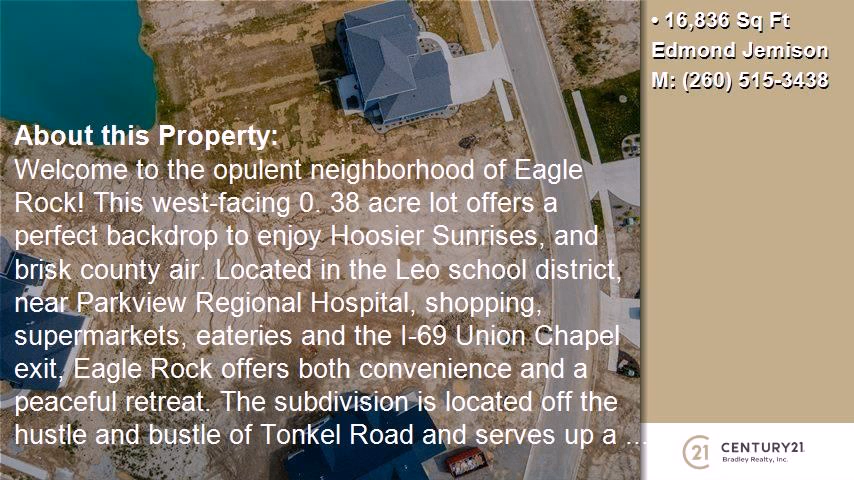 • 16,836 Sq Ft
Edmond Jemison
M: (260) 515-3438
About this Property:
Welcome to the opulent neighborhood of Eagle
Rock! This west-facing 0. 38 acre lot offers a
perfect backdrop to enjoy Hoosier Sunrises, and
brisk county air. Located in the Leo school district,
near Parkview Regional Hospital, shopping,
supermarkets, eateries and the I-69 Union Chapel
exit, Eagle Rock offers both convenience and a
peaceful retreat. The subdivision is located off the
hustle and bustle of Tonkel Road and serves up a ...
21 CENTURY21
Bradley Realty, Inc.